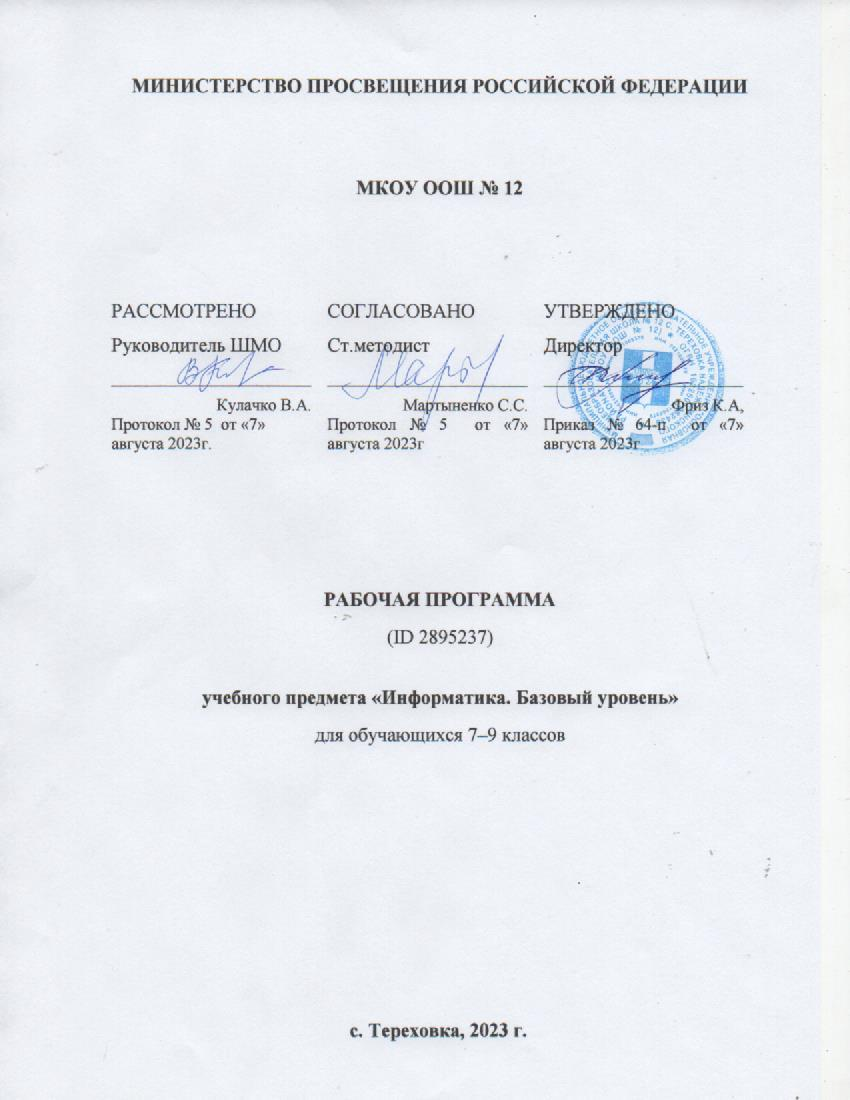 МИНИСТЕРСТВО ПРОСВЕЩЕНИЯ РОССИЙСКОЙ ФЕДЕРАЦИИ
МКОУ ООШ № 12
РАССМОТРЕНО
Руководитель ШМО
Кулачко В.А.
Протокол № 5 от «7»
августа 2023г.
СОГЛАСОВАНО
Ст.методист
Мартыненко С.С.
Протокол № 5 от «7»
августа 2023г
УТВЕРЖДЕНО
Директор
Фриз К.А,
Приказ № 64-п от «7»
августа 2023г
РАБОЧАЯ ПРОГРАММА
(ID 2895237)
учебного предмета «Информатика. Базовый уровень»
для обучающихся 7–9 классов
с. Тереховка, 2023 г.